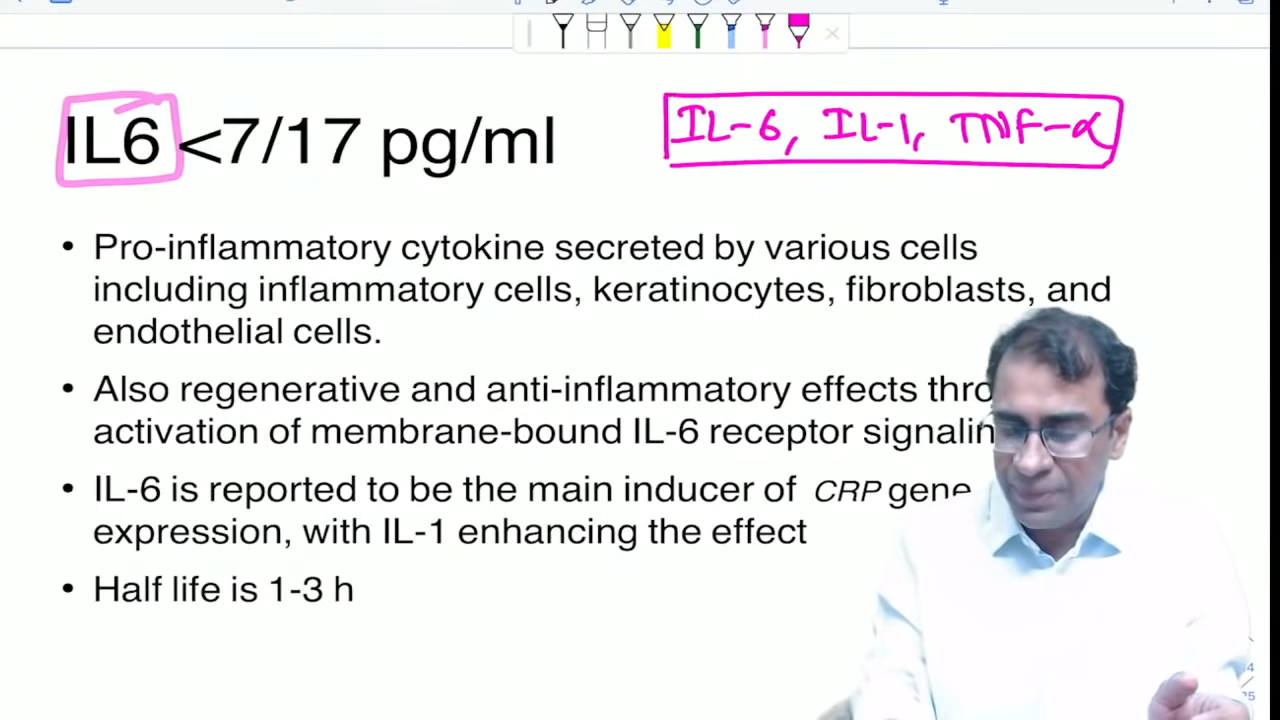 IL6 <7/17 pg/ml
IL-6, IL-1, TNF-α
• Pro-inflammatory cytokine secreted by various cells
including inflammatory cells, keratinocytes, fibroblasts, and
endothelial cells.
• Also regenerative and anti-inflammatory effects
activation of membrane-bound IL-6 receptor
• IL-6 is reported to be the main inducer of CRP gene
expression, with IL-1 enhancing the effect
• Half life is 1-3 h